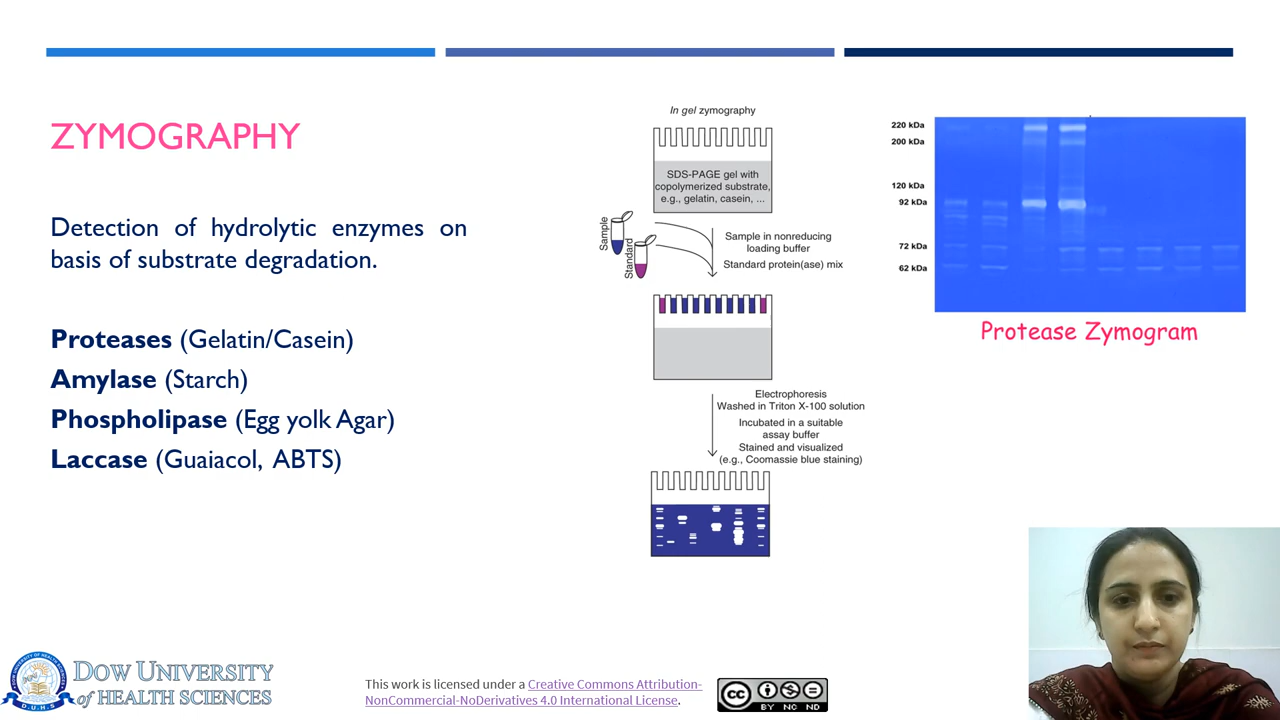 ZYMOGRAPHY
Detection of hydrolytic enzymes on
basis of substrate degradation.
Proteases (Gelatin/Casein)
Amylase (Starch)
Phospholipase (Egg yolk Agar)
Laccase (Guaiacol, ABTS)
In gel zymography
SDS-PAGE gel with
copolymerized substrate,
e.g., gelatin, casein, ...
Sample
Standard
Sample in nonreducing
loading buffer
Standard protein(ase) mix
Electrophoresis
Washed in Triton X-100 solution
Incubated in a suitable
assay buffer
Stained and visualized
(e.g., Coomassie blue staining)
220 kDa
200 kDa
120 kDa
92 kDa
72 kDa
62 kDa
Protease Zymogram
DOW UNIVERSITY
of HEALTH SCIENCES
D.U.H.S
This work is licensed under a Creative Commons Attribution-
NonCommercial-NoDerivatives 4.0 International License.
cc
BY NC ND